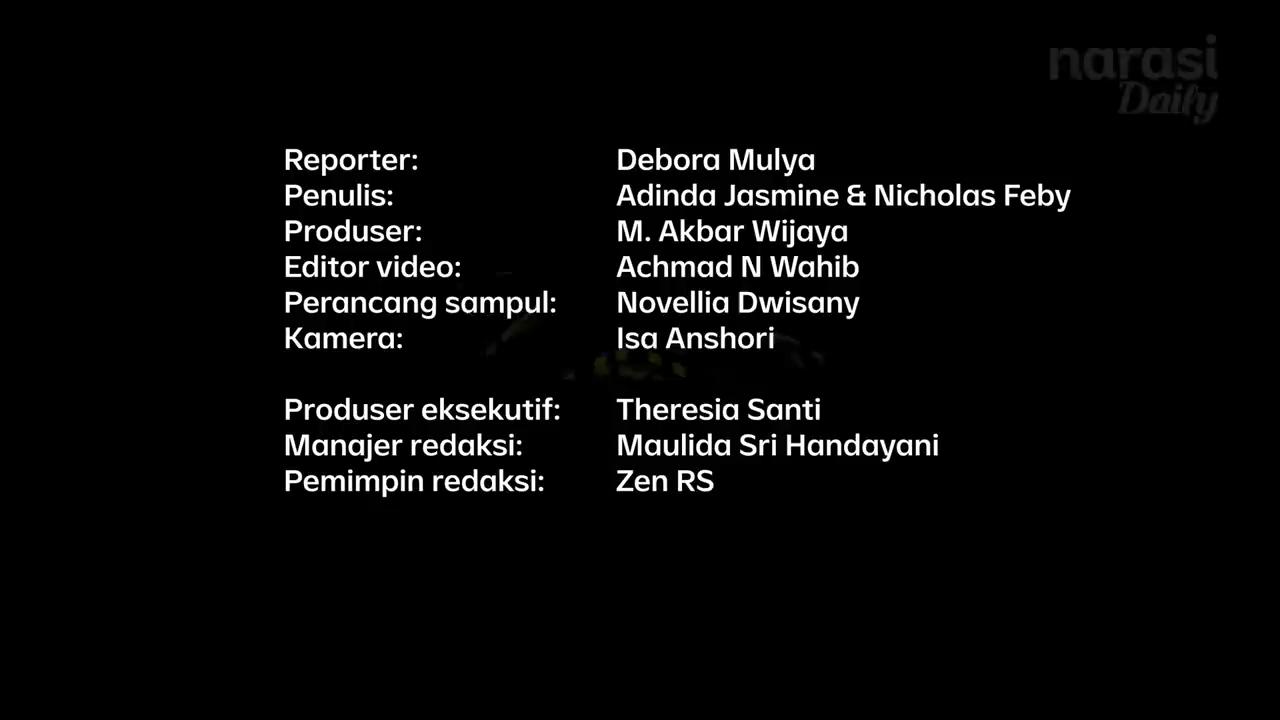 narasi
Daily
Reporter: Debora Mulya
Penulis: Adinda Jasmine & Nicholas Feby
Produser: M. Akbar Wijaya
Editor video: Achmad N Wahib
Perancang sampul: Novellia Dwisany
Kamera: Isa Anshori
Produser eksekutif: Theresia Santi
Manajer redaksi: Maulida Sri Handayani
Pemimpin redaksi: Zen RS